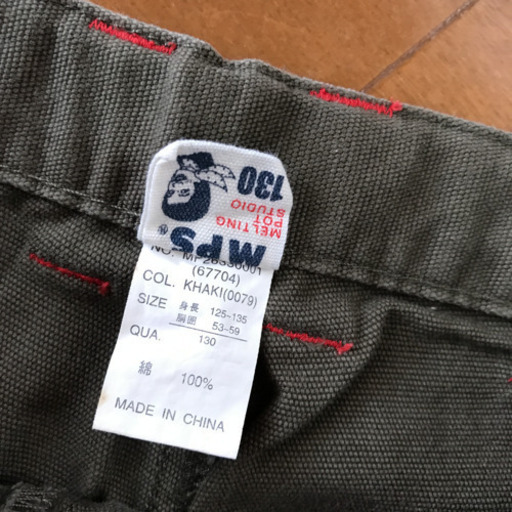 130
MELTING
POT
STUDIO
MPS®
(67704)
COL. KHAKI(0079)
SIZE 身長 125-135
胸囲 53-59
QUA. 130
綿 100%
MADE IN CHINA